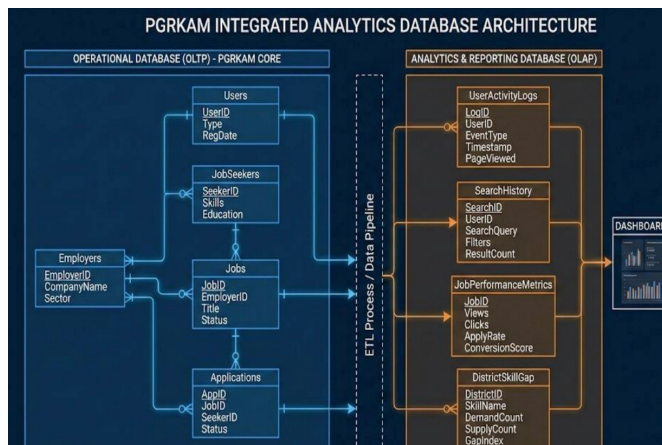 PGRKAM INTEGRATED ANALYTICS DATABASE ARCHITECTURE
OPERATIONAL DATABASE (OLTP) - PGRKAM CORE
Users
UserID
Type
RegDate
JobSeekers
SeekerID
Skills
Education
Employers
EmployerID
CompanyName
Sector
Jobs
JobID
EmployerID
Title
Status
Applications
AppID
JobID
SeekerID
Status
ETL Process / Data Pipeline
ANALYTICS & REPORTING DATABASE (OLAP)
UserActivityLogs
LogID
UserID
EventType
Timestamp
PageViewed
SearchHistory
SearchID
UserID
SearchQuery
Filters
ResultCount
JobPerformanceMetrics
JobID
Views
Clicks
ApplyRate
ConversionScore
DistrictSkillGap
DistrictID
SkillName
DemandCount
SupplyCount
GapIndex
DASHBOAR